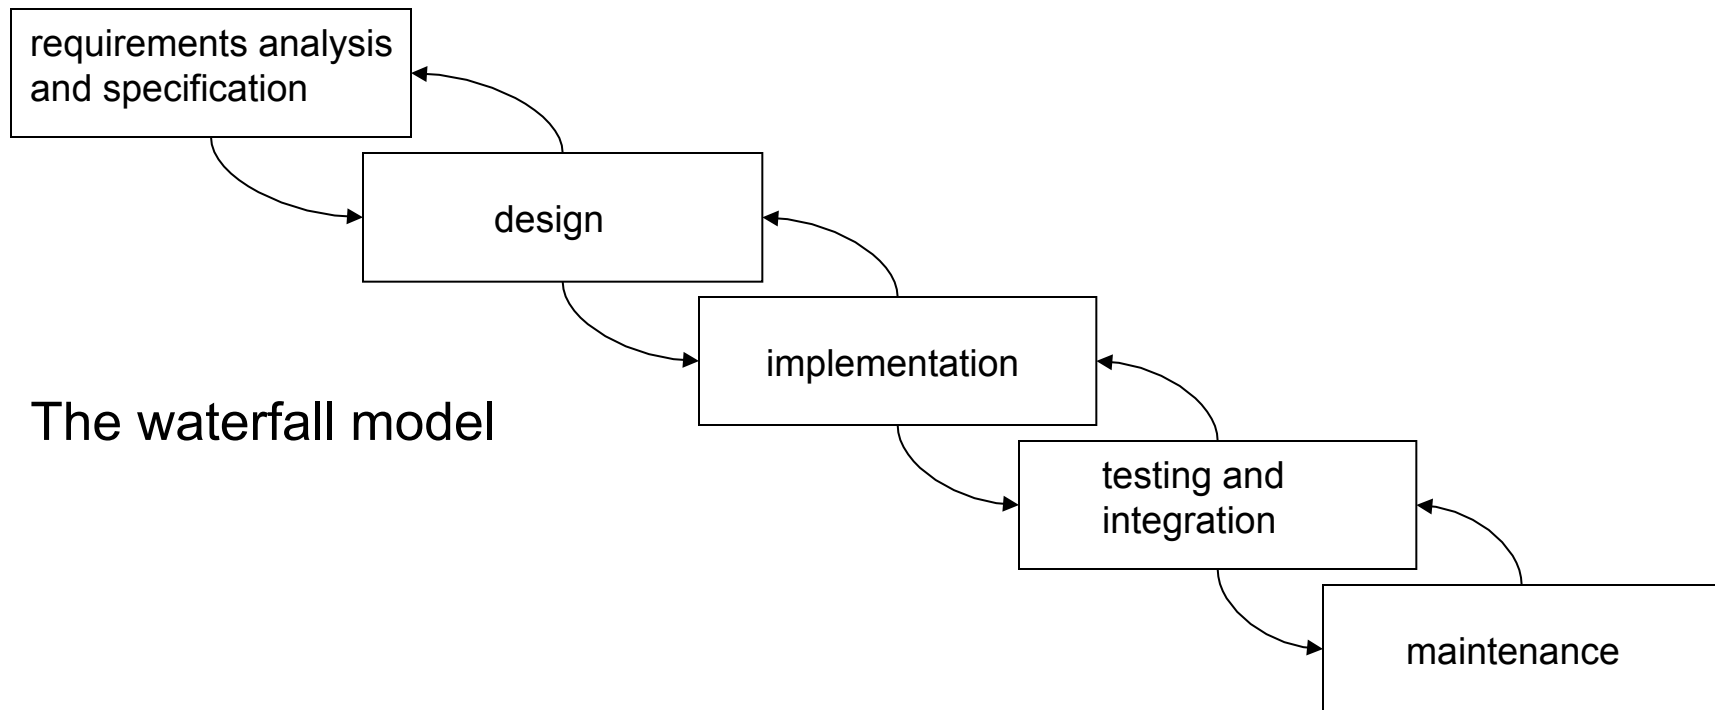 requirements analysis
and specification
design
implementation
The waterfall model
testing and
integration
maintenance